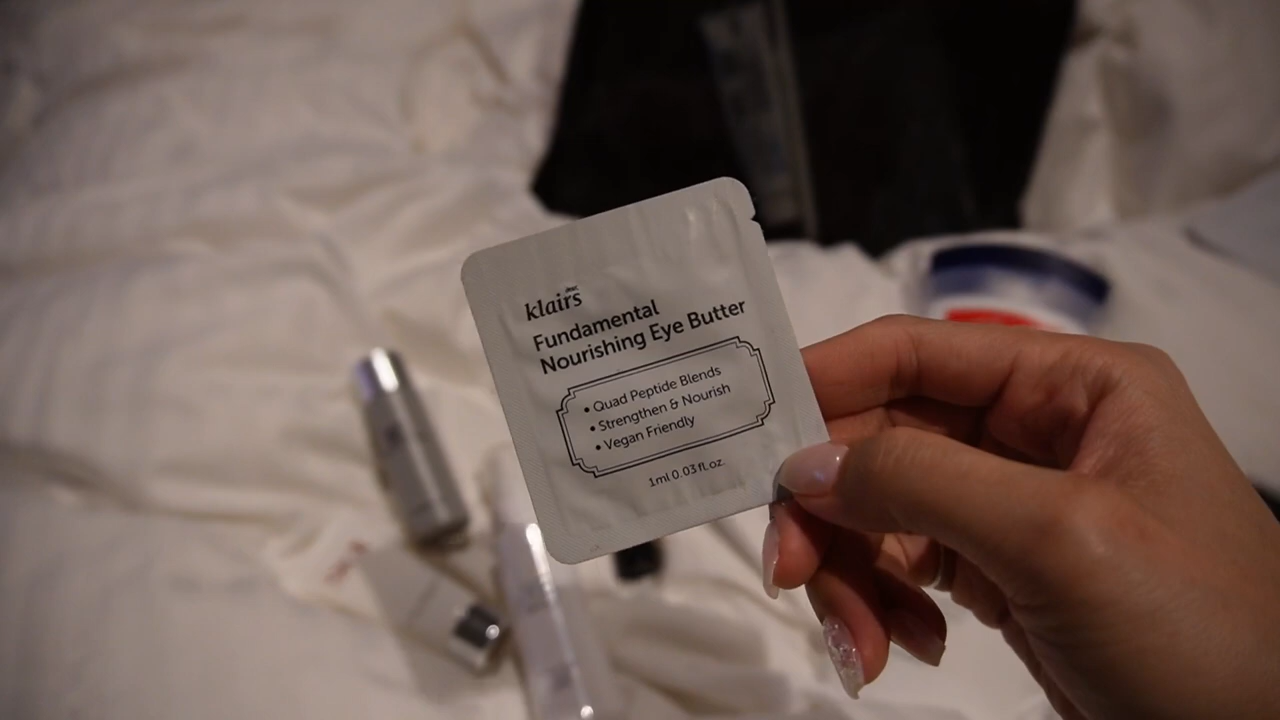 klairs
Fundamental
Nourishing Eye Butter
• Quad Peptide Blends
• Strengthen & Nourish
• Vegan Friendly
1ml 0.03 fl.oz.